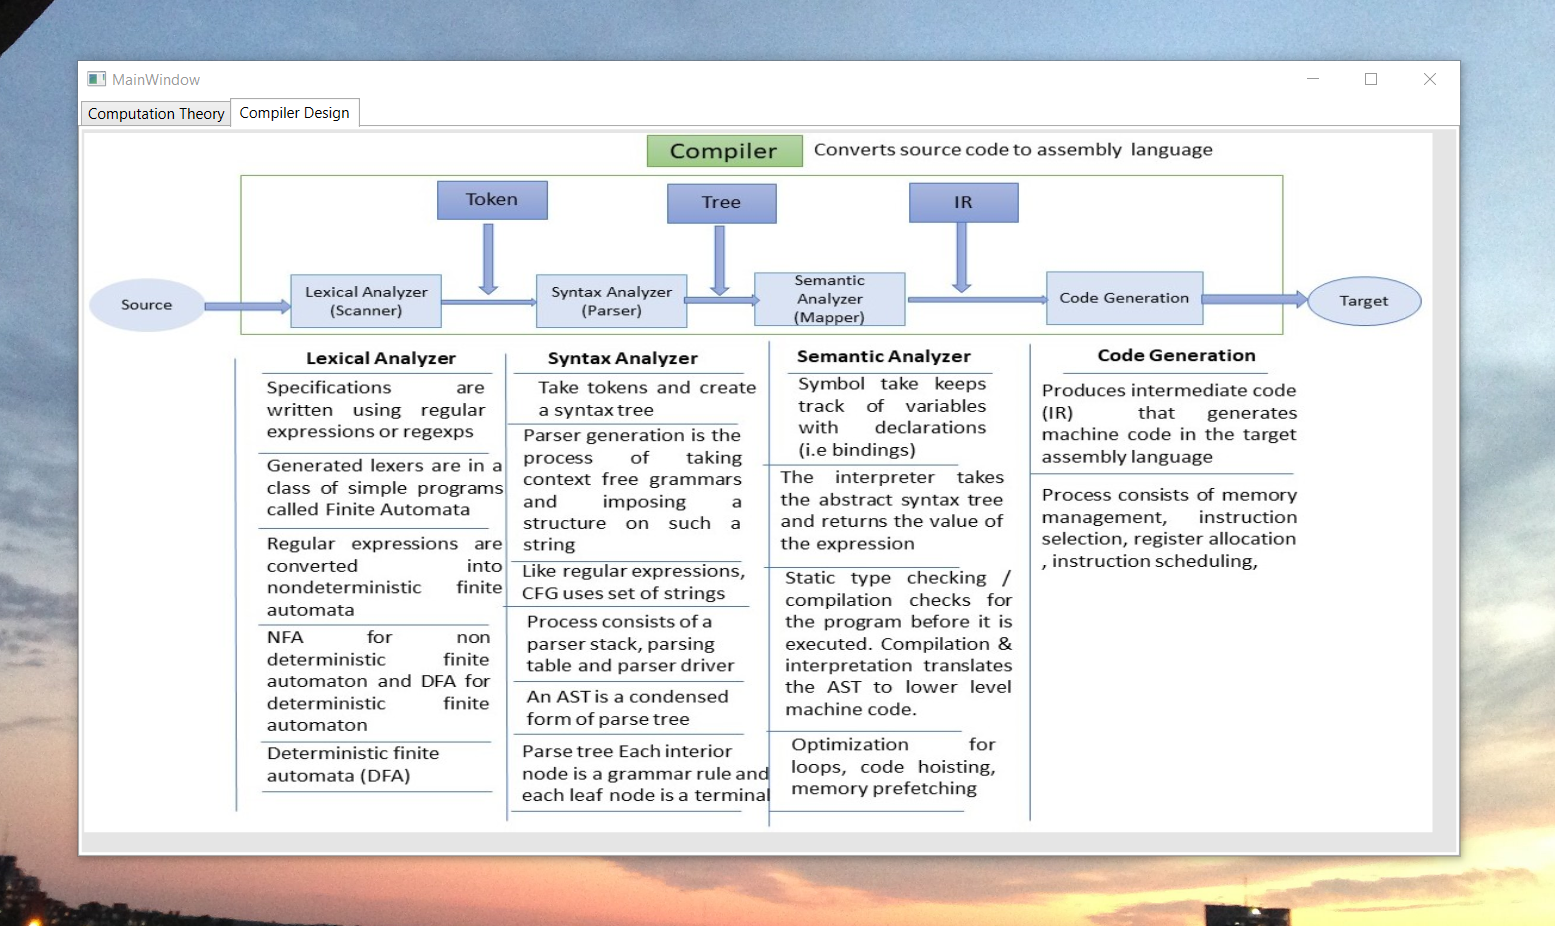 MainWindow
Computation Theory
Compiler Design
Compiler
Converts source code to assembly language
Token
Tree
IR
Source
Lexical Analyzer
(Scanner)
Syntax Analyzer
(Parser)
Semantic
Analyzer
(Mapper)
Code Generation
Target
Lexical Analyzer
Specifications are
written using regular
expressions or regexps
Generated lexers are in a
class of simple programs
called Finite Automata
Regular expressions are
converted into
nondeterministic finite
automata
NFA for non
deterministic finite
automaton and DFA for
deterministic finite
automaton
Deterministic finite
automata (DFA)
Syntax Analyzer
Take tokens and create
a syntax tree
Parser generation is the
process of taking
context free grammars
and imposing a
structure on such a
string
Like regular expressions,
CFG uses set of strings
Process consists of a
parser stack, parsing
table and parser driver
An AST is a condensed
form of parse tree
Parse tree Each interior
node is a grammar rule and
each leaf node is a terminal
Semantic Analyzer
Symbol take keeps
track of variables
with declarations
(i.e bindings)
The interpreter takes
the abstract syntax tree
and returns the value of
the expression
Static type checking /
compilation checks for
the program before it is
executed. Compilation &
interpretation translates
the AST to lower level
machine code.
Optimization for
loops, code hoisting,
memory prefetching
Code Generation
Produces intermediate code
(IR) that generates
machine code in the target
assembly language
Process consists of memory
management, instruction
selection, register allocation
, instruction scheduling,